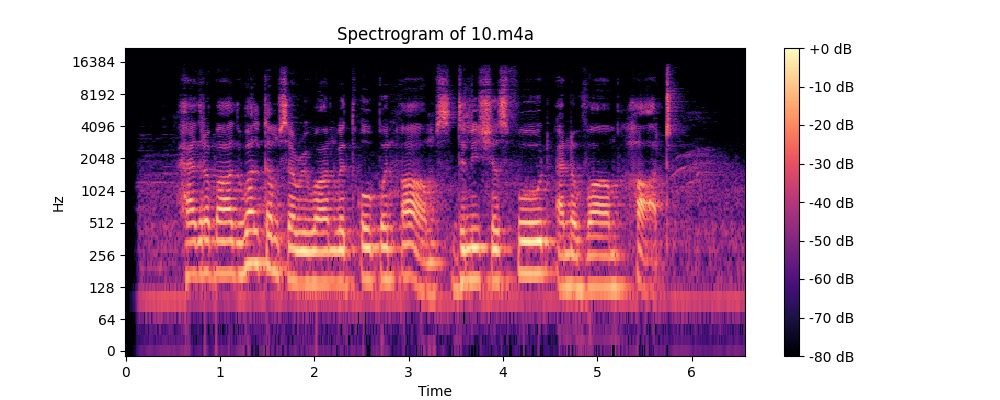 Spectrogram of 10.m4a
Hz
16384
8192
4096
2048
1024
512
256
128
64
0
0 1 2 3 4 5 6
Time
+0 dB
-10 dB
-20 dB
-30 dB
-40 dB
-50 dB
-60 dB
-70 dB
-80 dB